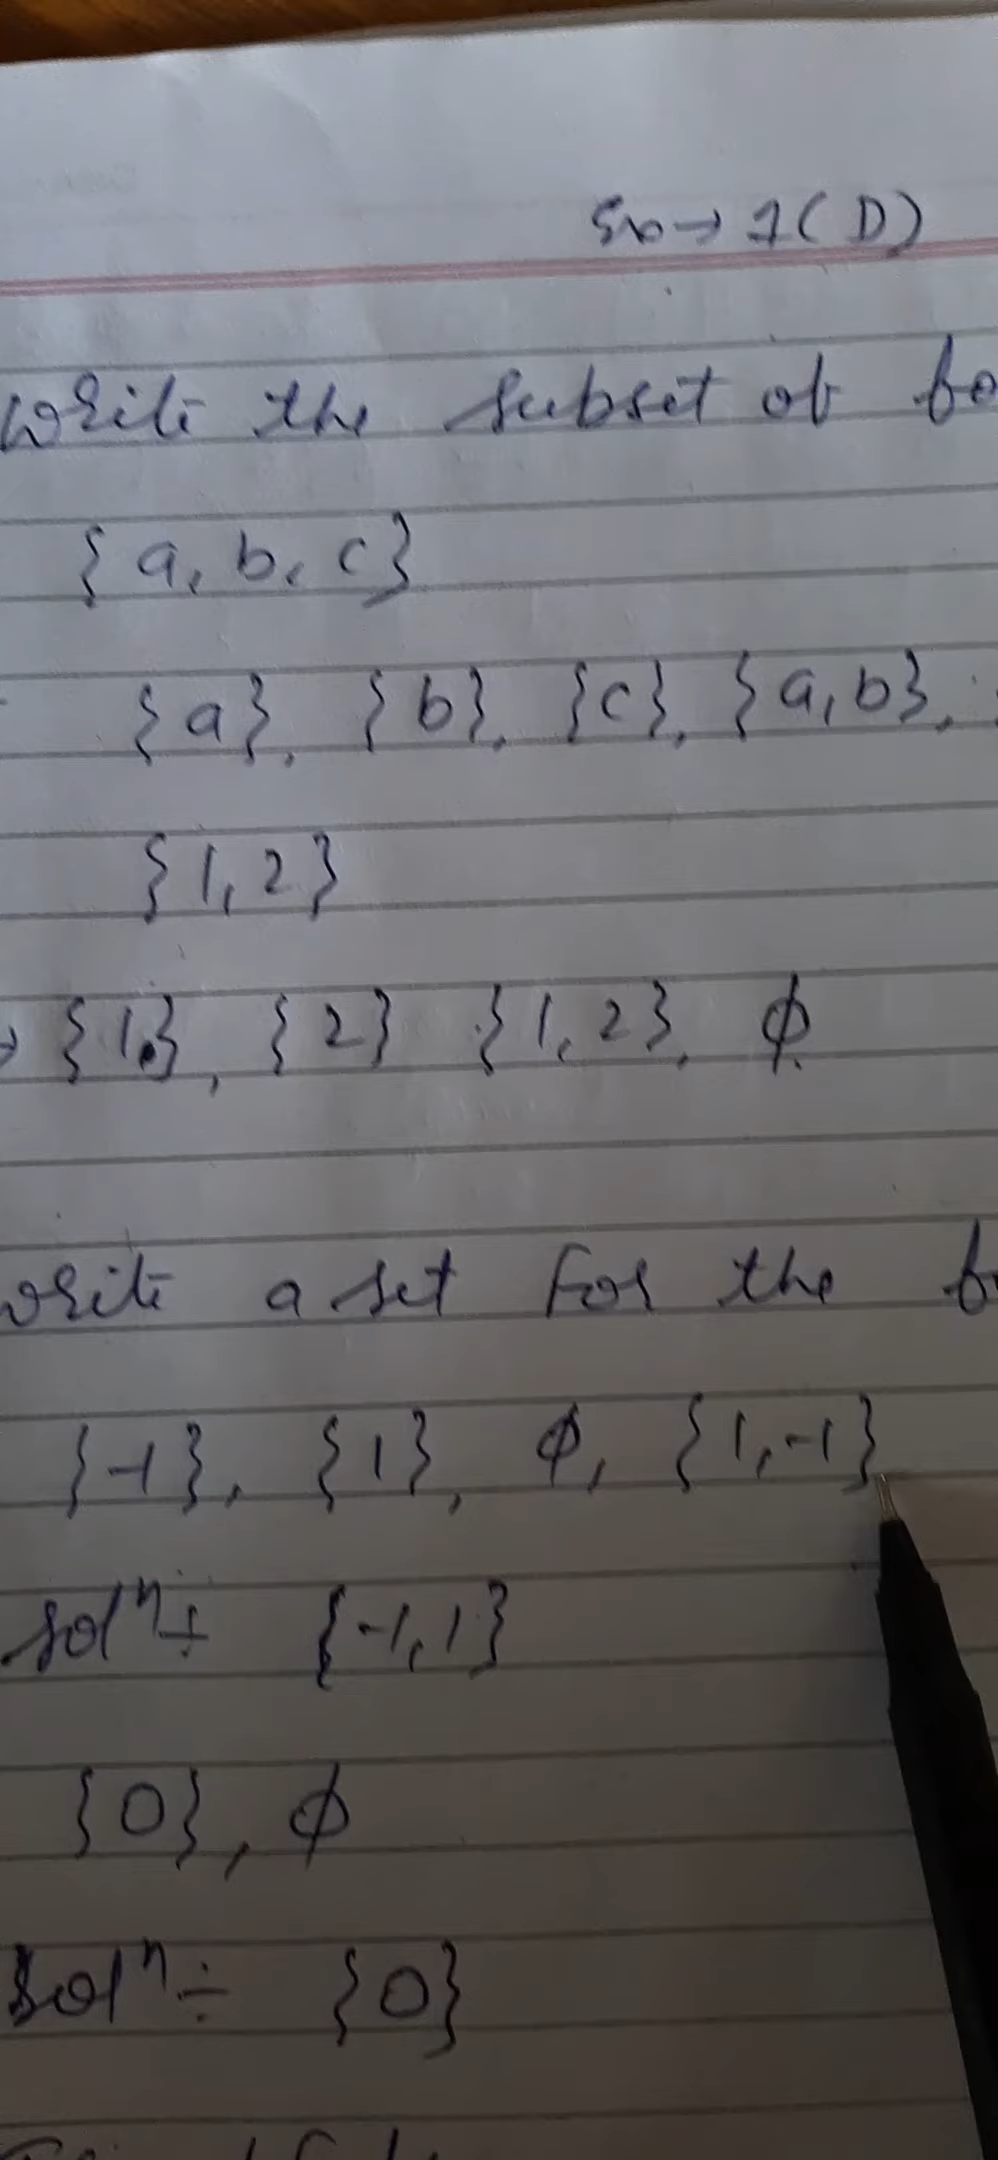 Ex → 1(D)
Write the subset of fo
{a, b, c}
{a}, {b}, {c}, {a, b},
{1, 2}
→ {1}, {2} {1, 2}, ϕ
write a set for the
{-1}, {1}, ϕ, {1, -1}
solⁿ÷ {-1, 1}
{0}, ϕ
solⁿ÷ {0}